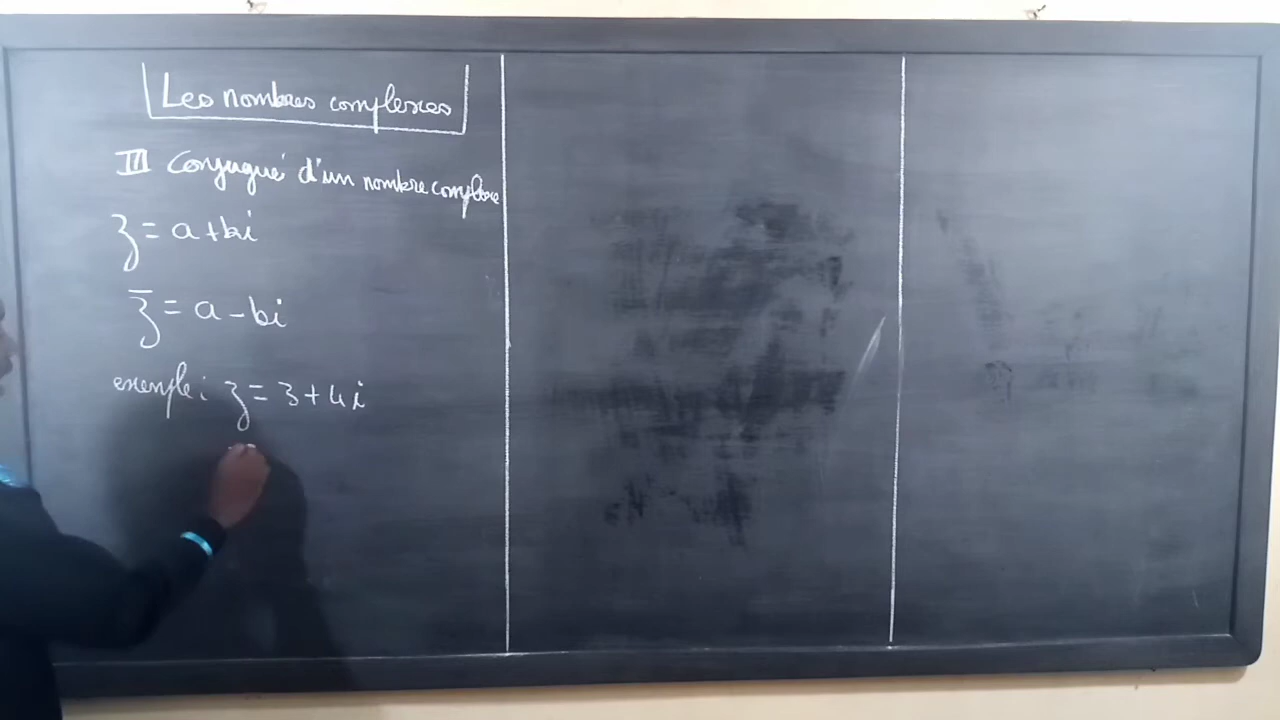 Les nombres complexes
III Conjugué d'un nombre complexe
z = a+bi
z̄ = a-bi
exemple: z = 3+4i